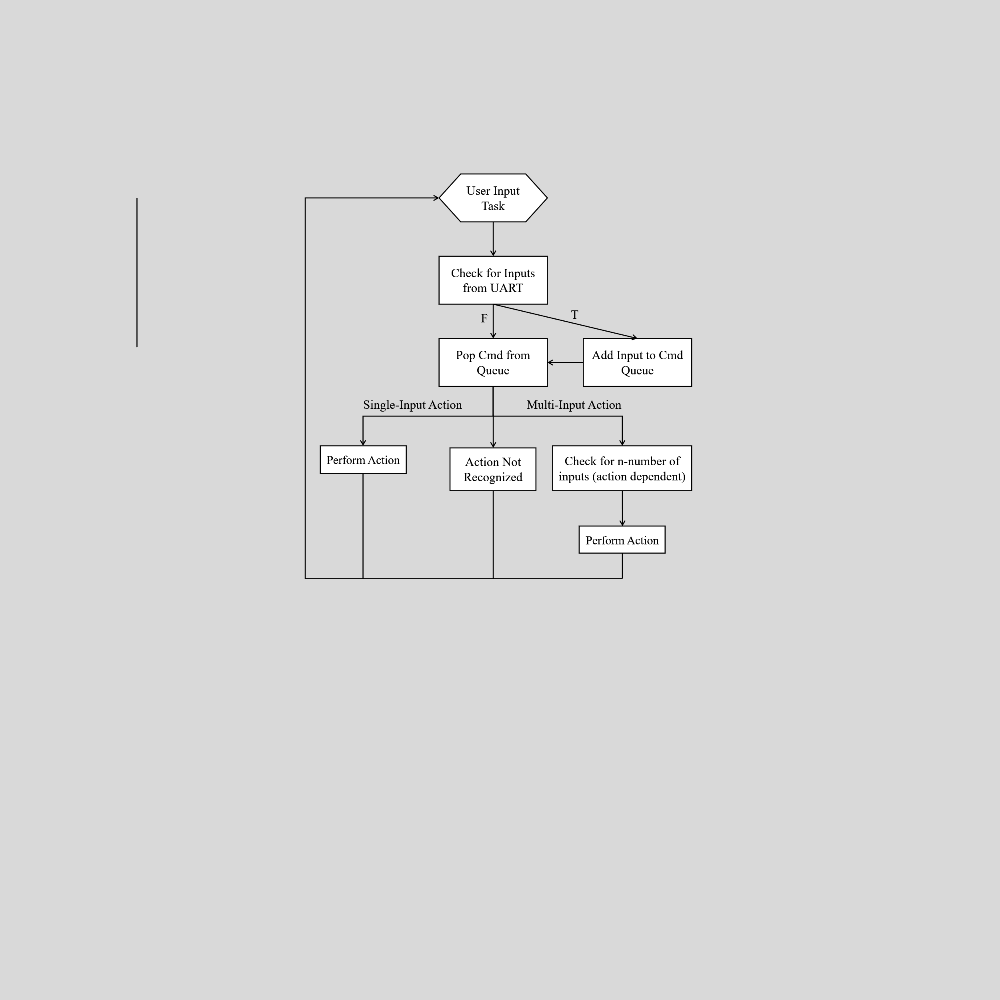 User Input
Task
Check for Inputs
from UART
F
T
Pop Cmd from
Queue
Add Input to Cmd
Queue
Single-Input Action
Multi-Input Action
Perform Action
Action Not
Recognized
Check for n-number of
inputs (action dependent)
Perform Action